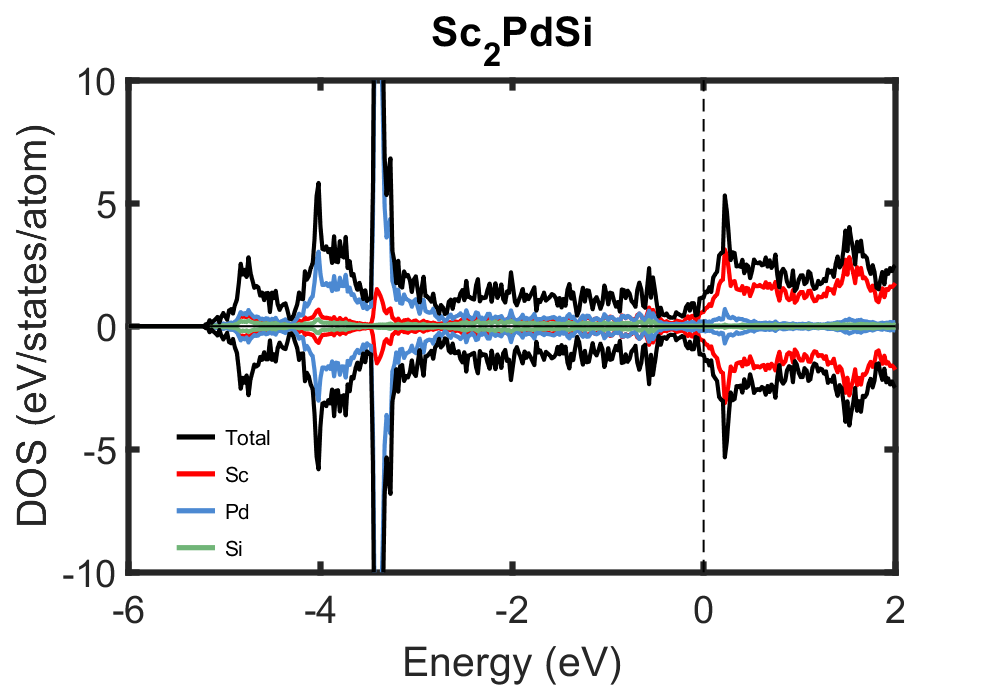 Sc2PdSi
10
5
0
-5
-10
DOS (eV/states/atom)
Total
Sc
Pd
Si
-6 -4 -2 0 2
Energy (eV)